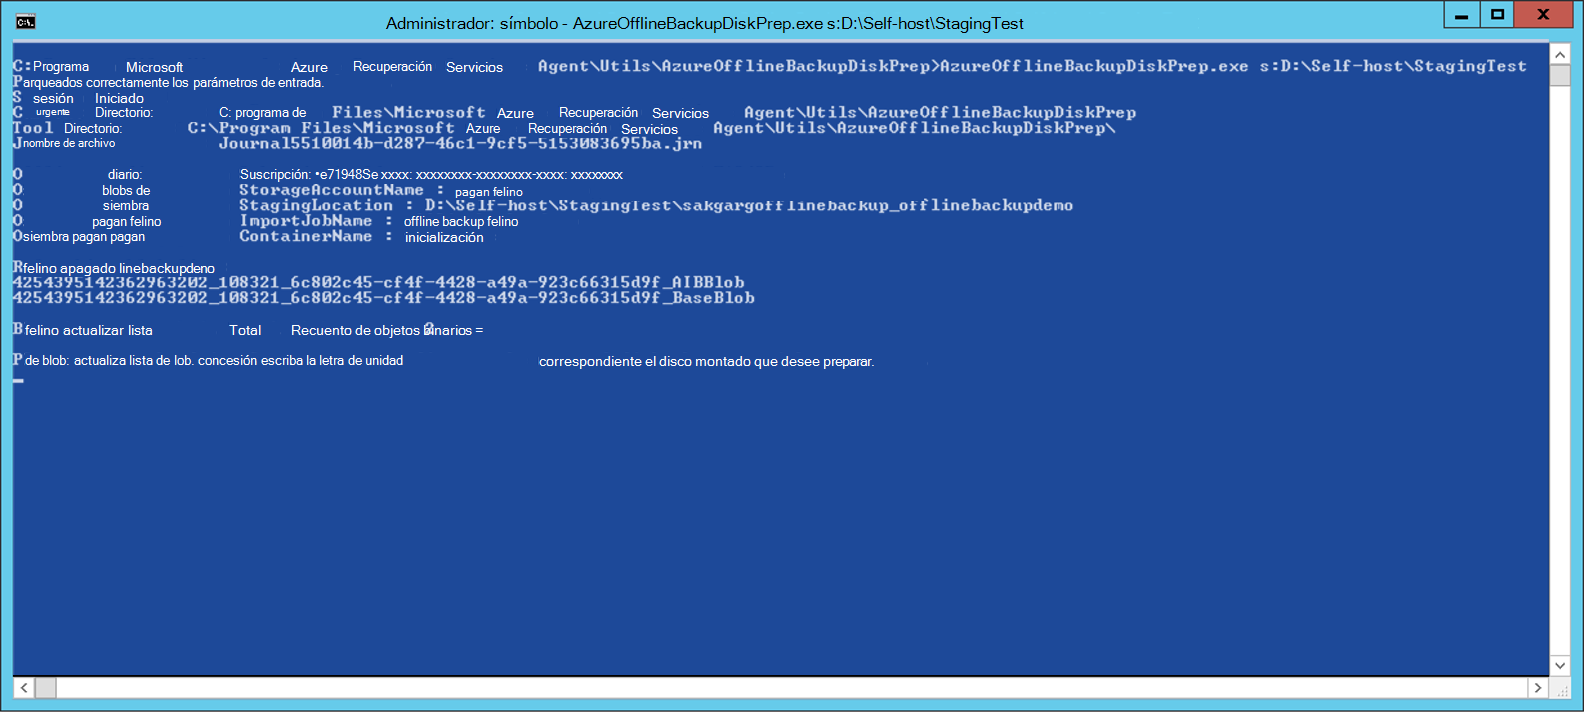 Administrador: símbolo - AzureOfflineBackupDiskPrep.exe s:D:\Self-host\StagingTest
C:Programa Microsoft Azure Recuperación Servicios Agent\Utils\AzureOfflineBackupDiskPrep>AzureOfflineBackupDiskPrep.exe s:D:\Self-host\StagingTest
Parqueados correctamente los parámetros de entrada.
S sesión Iniciado
C urgente Directorio: C: programa de Files\Microsoft Azure Recuperación Servicios Agent\Utils\AzureOfflineBackupDiskPrep
Tool Directorio: C:\Program Files\Microsoft Azure Recuperación Servicios Agent\Utils\AzureOfflineBackupDiskPrep\
Jnombre de archivo Journal5510014b-d287-46c1-9cf5-5153083695ba.jrn
O diario: Suscripción: •e71948Se xxxx: xxxxxxxx-xxxxxxxx-xxxx: xxxxxxxx
O blobs de StorageAccountName : pagan felino
O siembra StagingLocation : D:\Self-host\StagingTest\sakgargofflinebackup_offlinebackupdemo
O pagan felino ImportJobName : offline backup felino
Osiembra pagan pagan ContainerName : inicialización
Rfelino apagado linebackupdeno
4254395142362963202_108321_6c802c45-cf4f-4428-a49a-923c66315d9f_AIBBlob
4254395142362963202_108321_6c802c45-cf4f-4428-a49a-923c66315d9f_BaseBlob
B felino actualizar lista Total Recuento de objetos binarios =
P de blob: actualiza lista de lob. concesión escriba la letra de unidad correspondiente el disco montado que desee preparar.